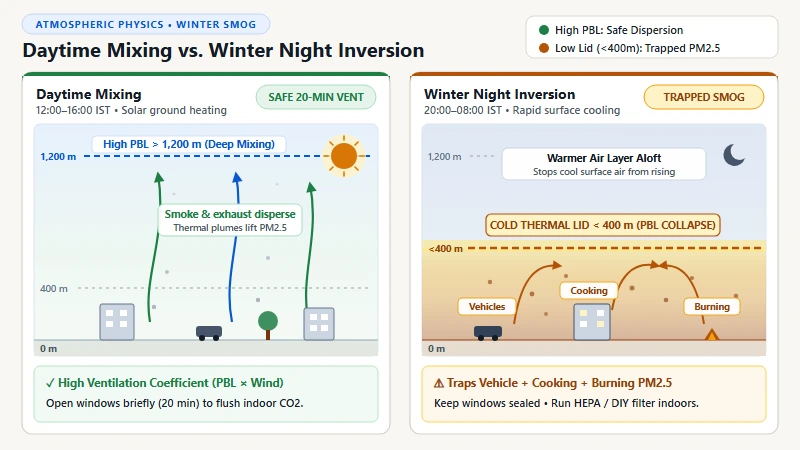 ATMOSPHERIC PHYSICS • WINTER SMOG
Daytime Mixing vs. Winter Night Inversion
High PBL: Safe Dispersion
Low Lid (<400m): Trapped PM2.5
Daytime Mixing
12:00–16:00 IST • Solar ground heating
SAFE 20-MIN VENT
High PBL > 1,200 m (Deep Mixing)
1,200 m
Smoke & exhaust disperse
Thermal plumes lift PM2.5
400 m
0 m
✓ High Ventilation Coefficient (PBL × Wind)
Open windows briefly (20 min) to flush indoor CO2.
Winter Night Inversion
20:00–08:00 IST • Rapid surface cooling
TRAPPED SMOG
1,200 m
Warmer Air Layer Aloft
Stops cool surface air from rising
COLD THERMAL LID < 400 m (PBL COLLAPSE)
<400 m
Cooking
Vehicles
Burning
0 m
⚠ Traps Vehicle + Cooking + Burning PM2.5
Keep windows sealed • Run HEPA / DIY filter indoors.